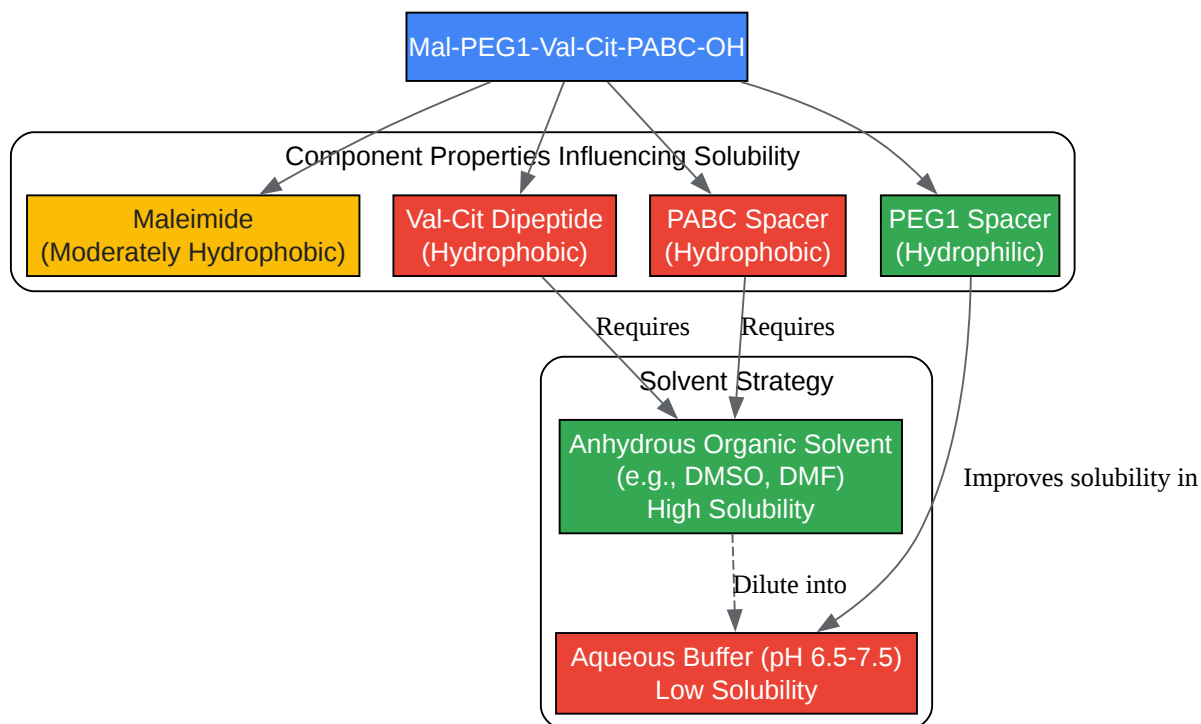 Mal-PEG1-Val-Cit-PABC-OH
Component Properties Influencing Solubility
Maleimide
(Moderately Hydrophobic)
Val-Cit Dipeptide
(Hydrophobic)
PABC Spacer
(Hydrophobic)
PEG1 Spacer
(Hydrophilic)
Requires
Requires
Solvent Strategy
Anhydrous Organic Solvent
(e.g., DMSO, DMF)
High Solubility
Improves solubility in
Dilute into
Aqueous Buffer (pH 6.5-7.5)
Low Solubility